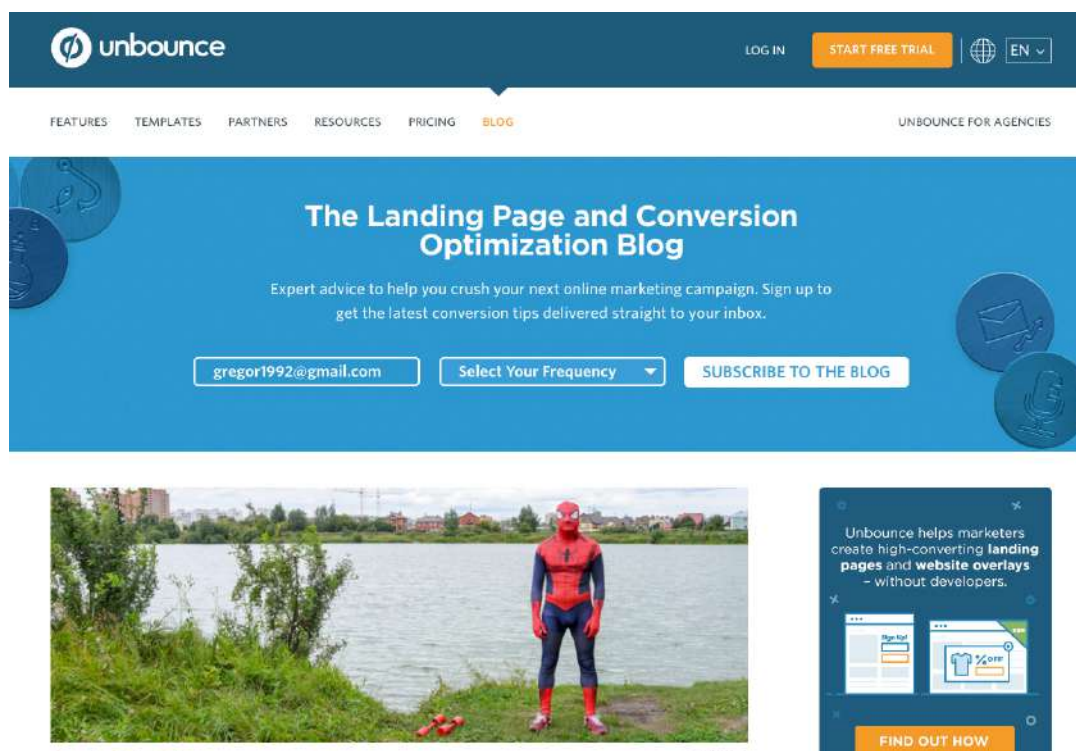 unbounce
LOG IN
START FREE TRIAL
EN
FEATURES
TEMPLATES
PARTNERS
RESOURCES
PRICING
BLOG
UNBOUNCE FOR AGENCIES
The Landing Page and Conversion
Optimization Blog
Expert advice to help you crush your next online marketing campaign. Sign up to
get the latest conversion tips delivered straight to your inbox.
gregor1992@gmail.com
Select Your Frequency
SUBSCRIBE TO THE BLOG
Unbounce helps marketers
create high-converting landing
pages and website overlays
– without developers.
Sign Up!
% OFF
FIND OUT HOW